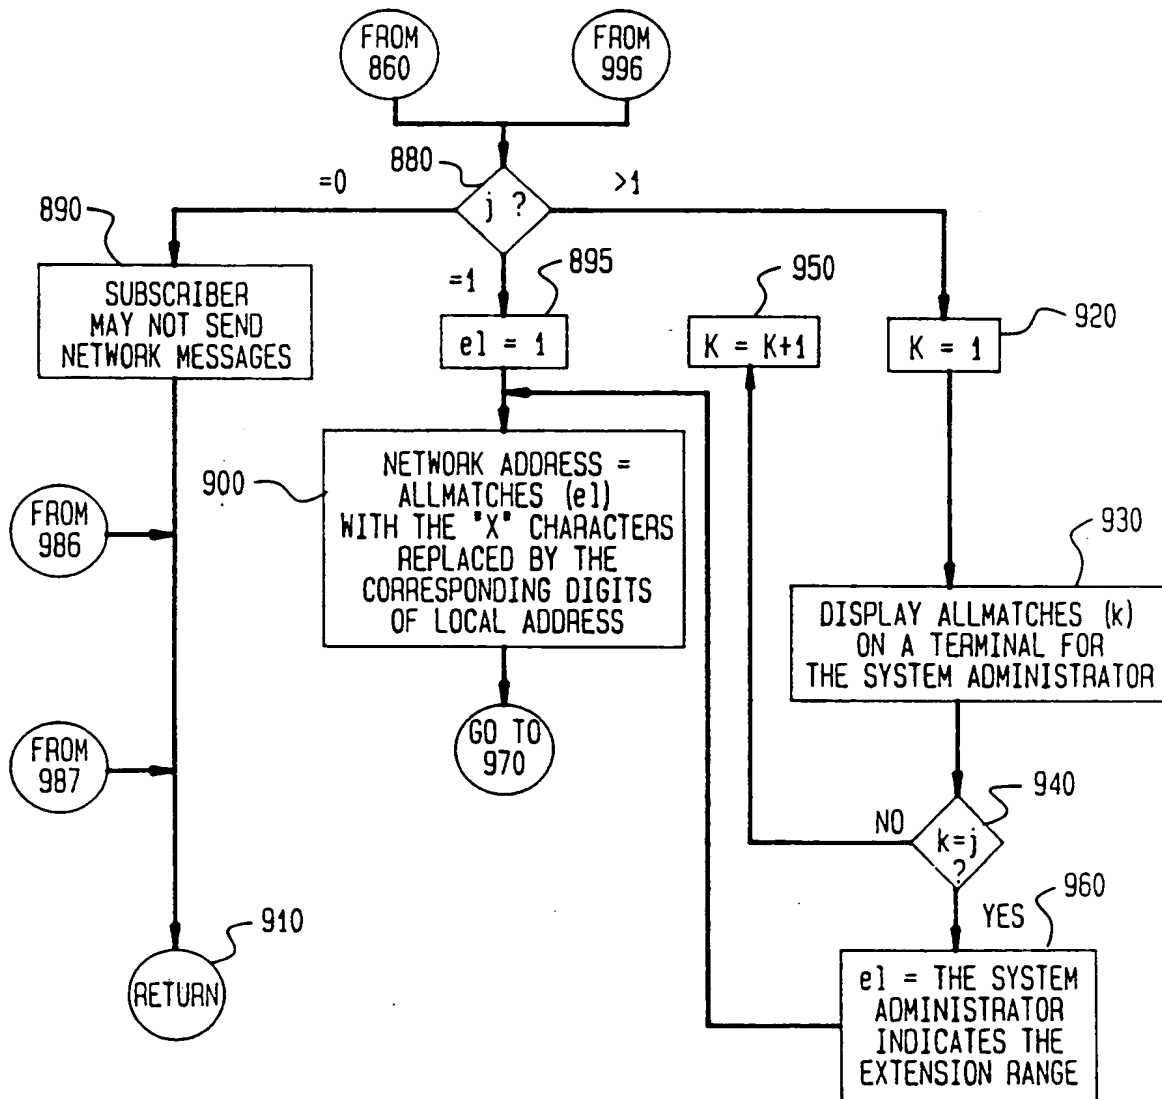 FROM
860
FROM
996
880
j ?
=0
>1
=1
890
SUBSCRIBER
MAY NOT SEND
NETWORK MESSAGES
895
el = 1
950
K = K+1
920
K = 1
900
NETWORK ADDRESS =
ALLMATCHES (el)
WITH THE "X" CHARACTERS
REPLACED BY THE
CORRESPONDING DIGITS
OF LOCAL ADDRESS
FROM
986
930
DISPLAY ALLMATCHES (k)
ON A TERMINAL FOR
THE SYSTEM ADMINISTRATOR
GO TO
970
FROM
987
940
k=j
?
NO
YES
960
el = THE SYSTEM
ADMINISTRATOR
INDICATES THE
EXTENSION RANGE
910
RETURN